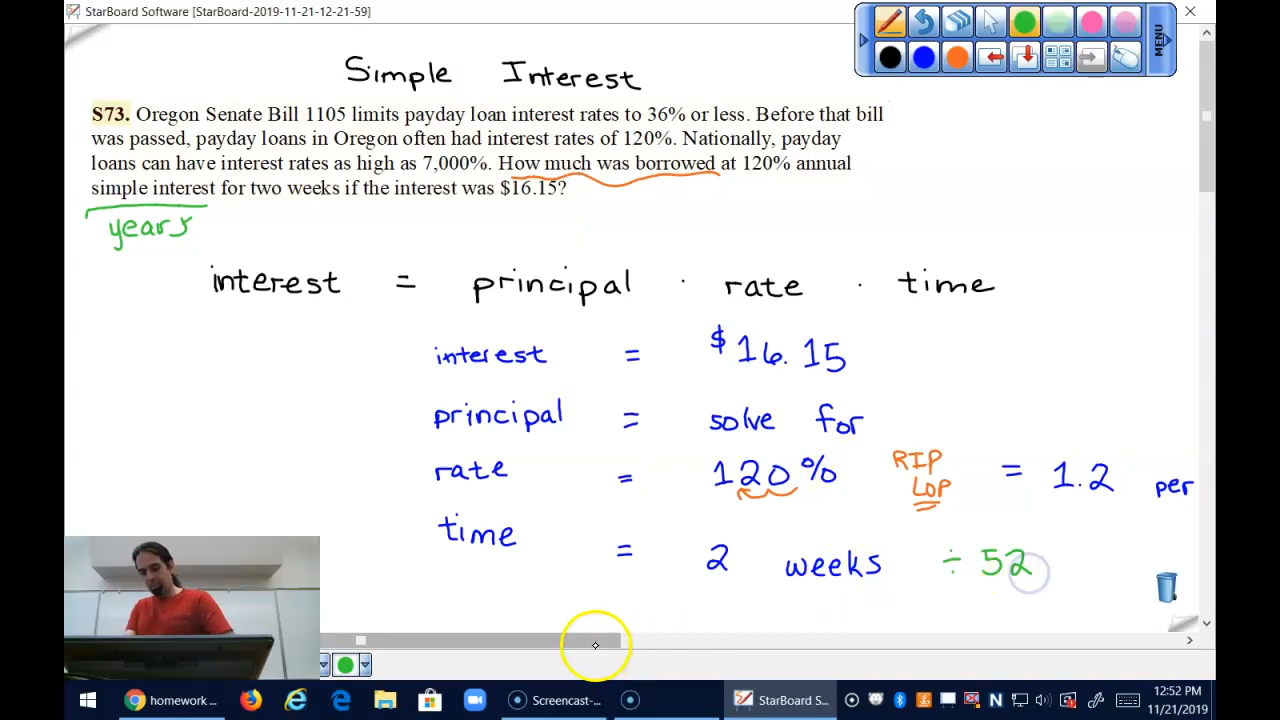 StarBoard Software [StarBoard-2019-11-21-12-21-59]
MENU
Simple Interest
S73. Oregon Senate Bill 1105 limits payday loan interest rates to 36% or less. Before that bill
was passed, payday loans in Oregon often had interest rates of 120%. Nationally, payday
loans can have interest rates as high as 7,000%. How much was borrowed at 120% annual
simple interest for two weeks if the interest was $16.15?
years
interest = principal · rate · time
interest = $16.15
principal = solve for
rate = 120% RIP LOP = 1.2 per
time = 2 weeks ÷ 52
homework ...
Screencast-...
StarBoard S...
12:52 PM
11/21/2019